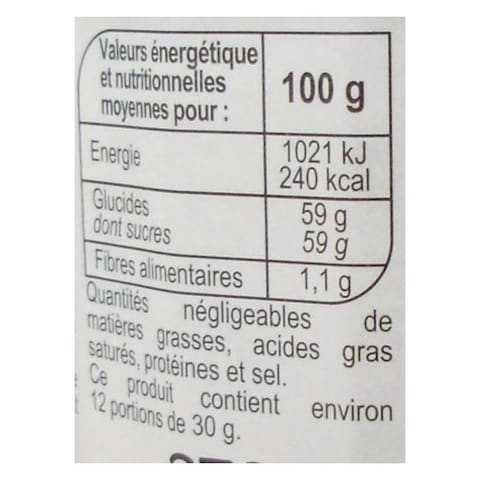 Valeurs énergétique
et nutritionnelles
moyennes pour :
100 g
Energie
1021 kJ
240 kcal
Glucides
59 g
dont sucres
59 g
Fibres alimentaires
1,1 g
Quantités négligeables de
matières grasses, acides gras
saturés, protéines et sel.
Ce produit contient environ
12 portions de 30 g.